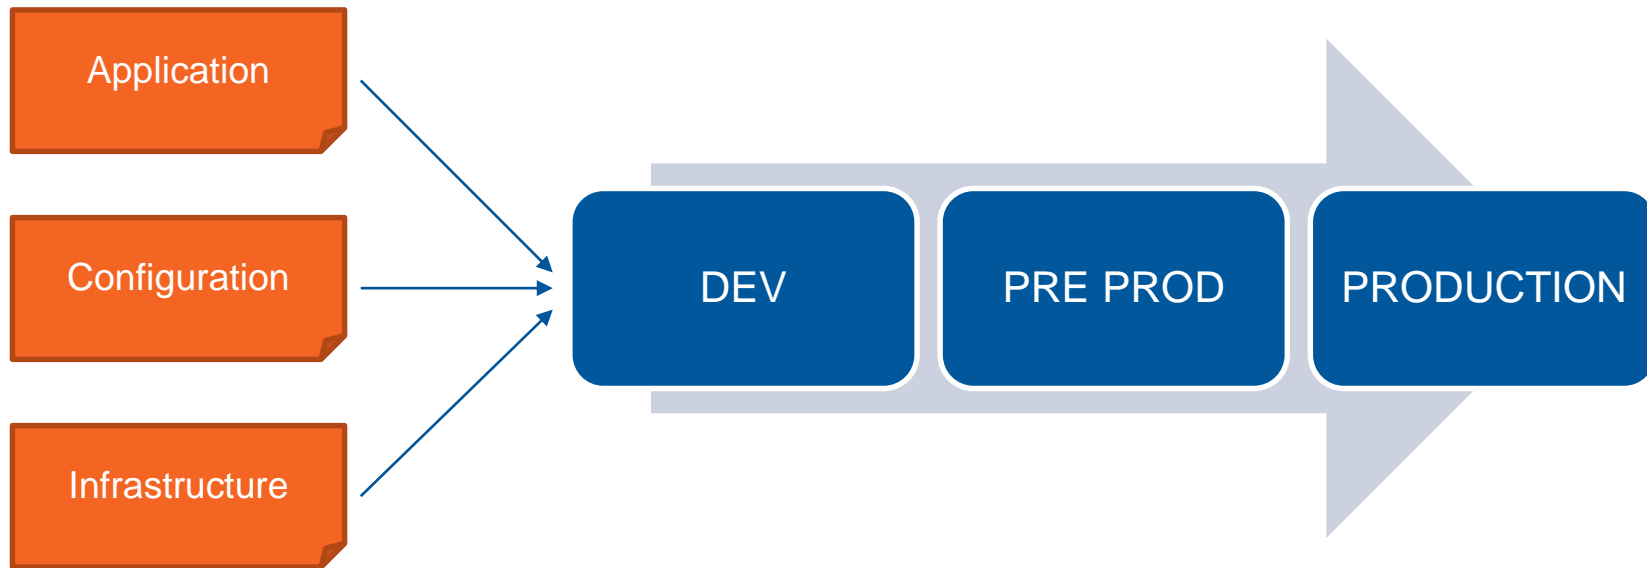 Application
Configuration
Infrastructure
DEV
PRE PROD
PRODUCTION